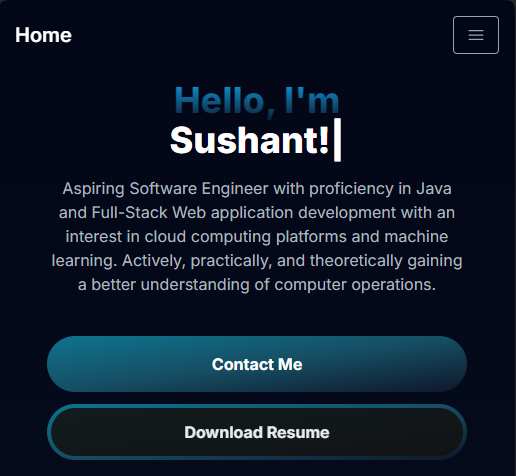 Home
Hello, I'm
Sushant!|
Aspiring Software Engineer with proficiency in Java
and Full-Stack Web application development with an
interest in cloud computing platforms and machine
learning. Actively, practically, and theoretically gaining
a better understanding of computer operations.
Contact Me
Download Resume